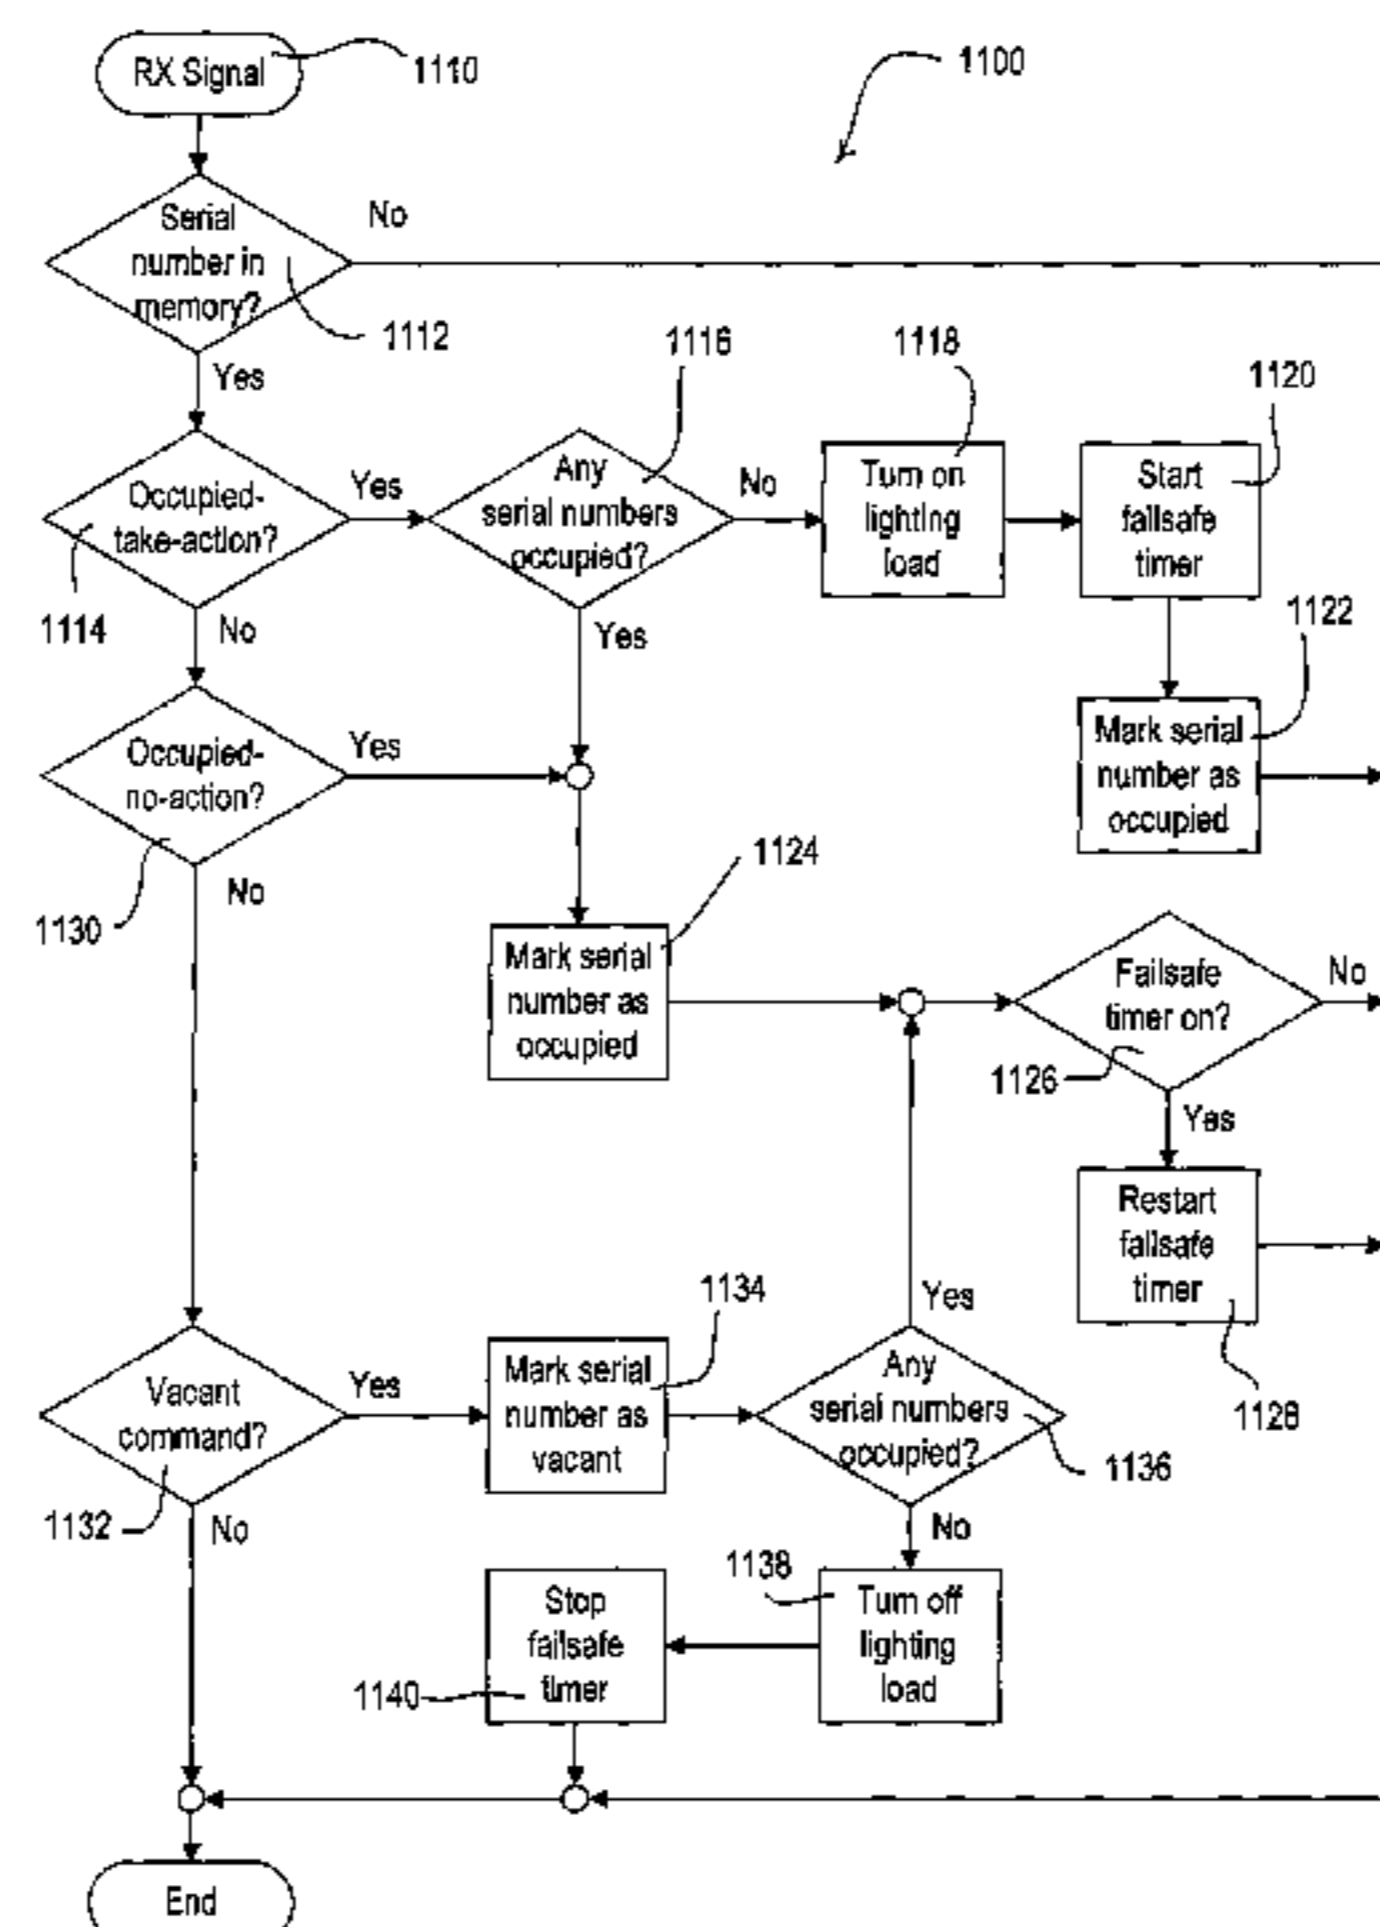 RX Signal
1110
1100
Serial
number in
memory?
No
1112
Yes
1116
1118
1120
Occupied-
take-action?
Yes
Any
serial numbers
occupied?
No
Turn on
lighting
load
Start
failsafe
timer
1114
No
Yes
1122
Occupied-
no-action?
Yes
Mark serial
number as
occupied
1130
No
1124
Mark serial
number as
occupied
Failsafe
timer on?
No
1126
Yes
Restart
failsafe
timer
1128
1134
Yes
Vacant
command?
Yes
Mark serial
number as
vacant
Any
serial numbers
occupied?
1136
1132
No
No
1138
Stop
failsafe
timer
Turn off
lighting
load
1140
End